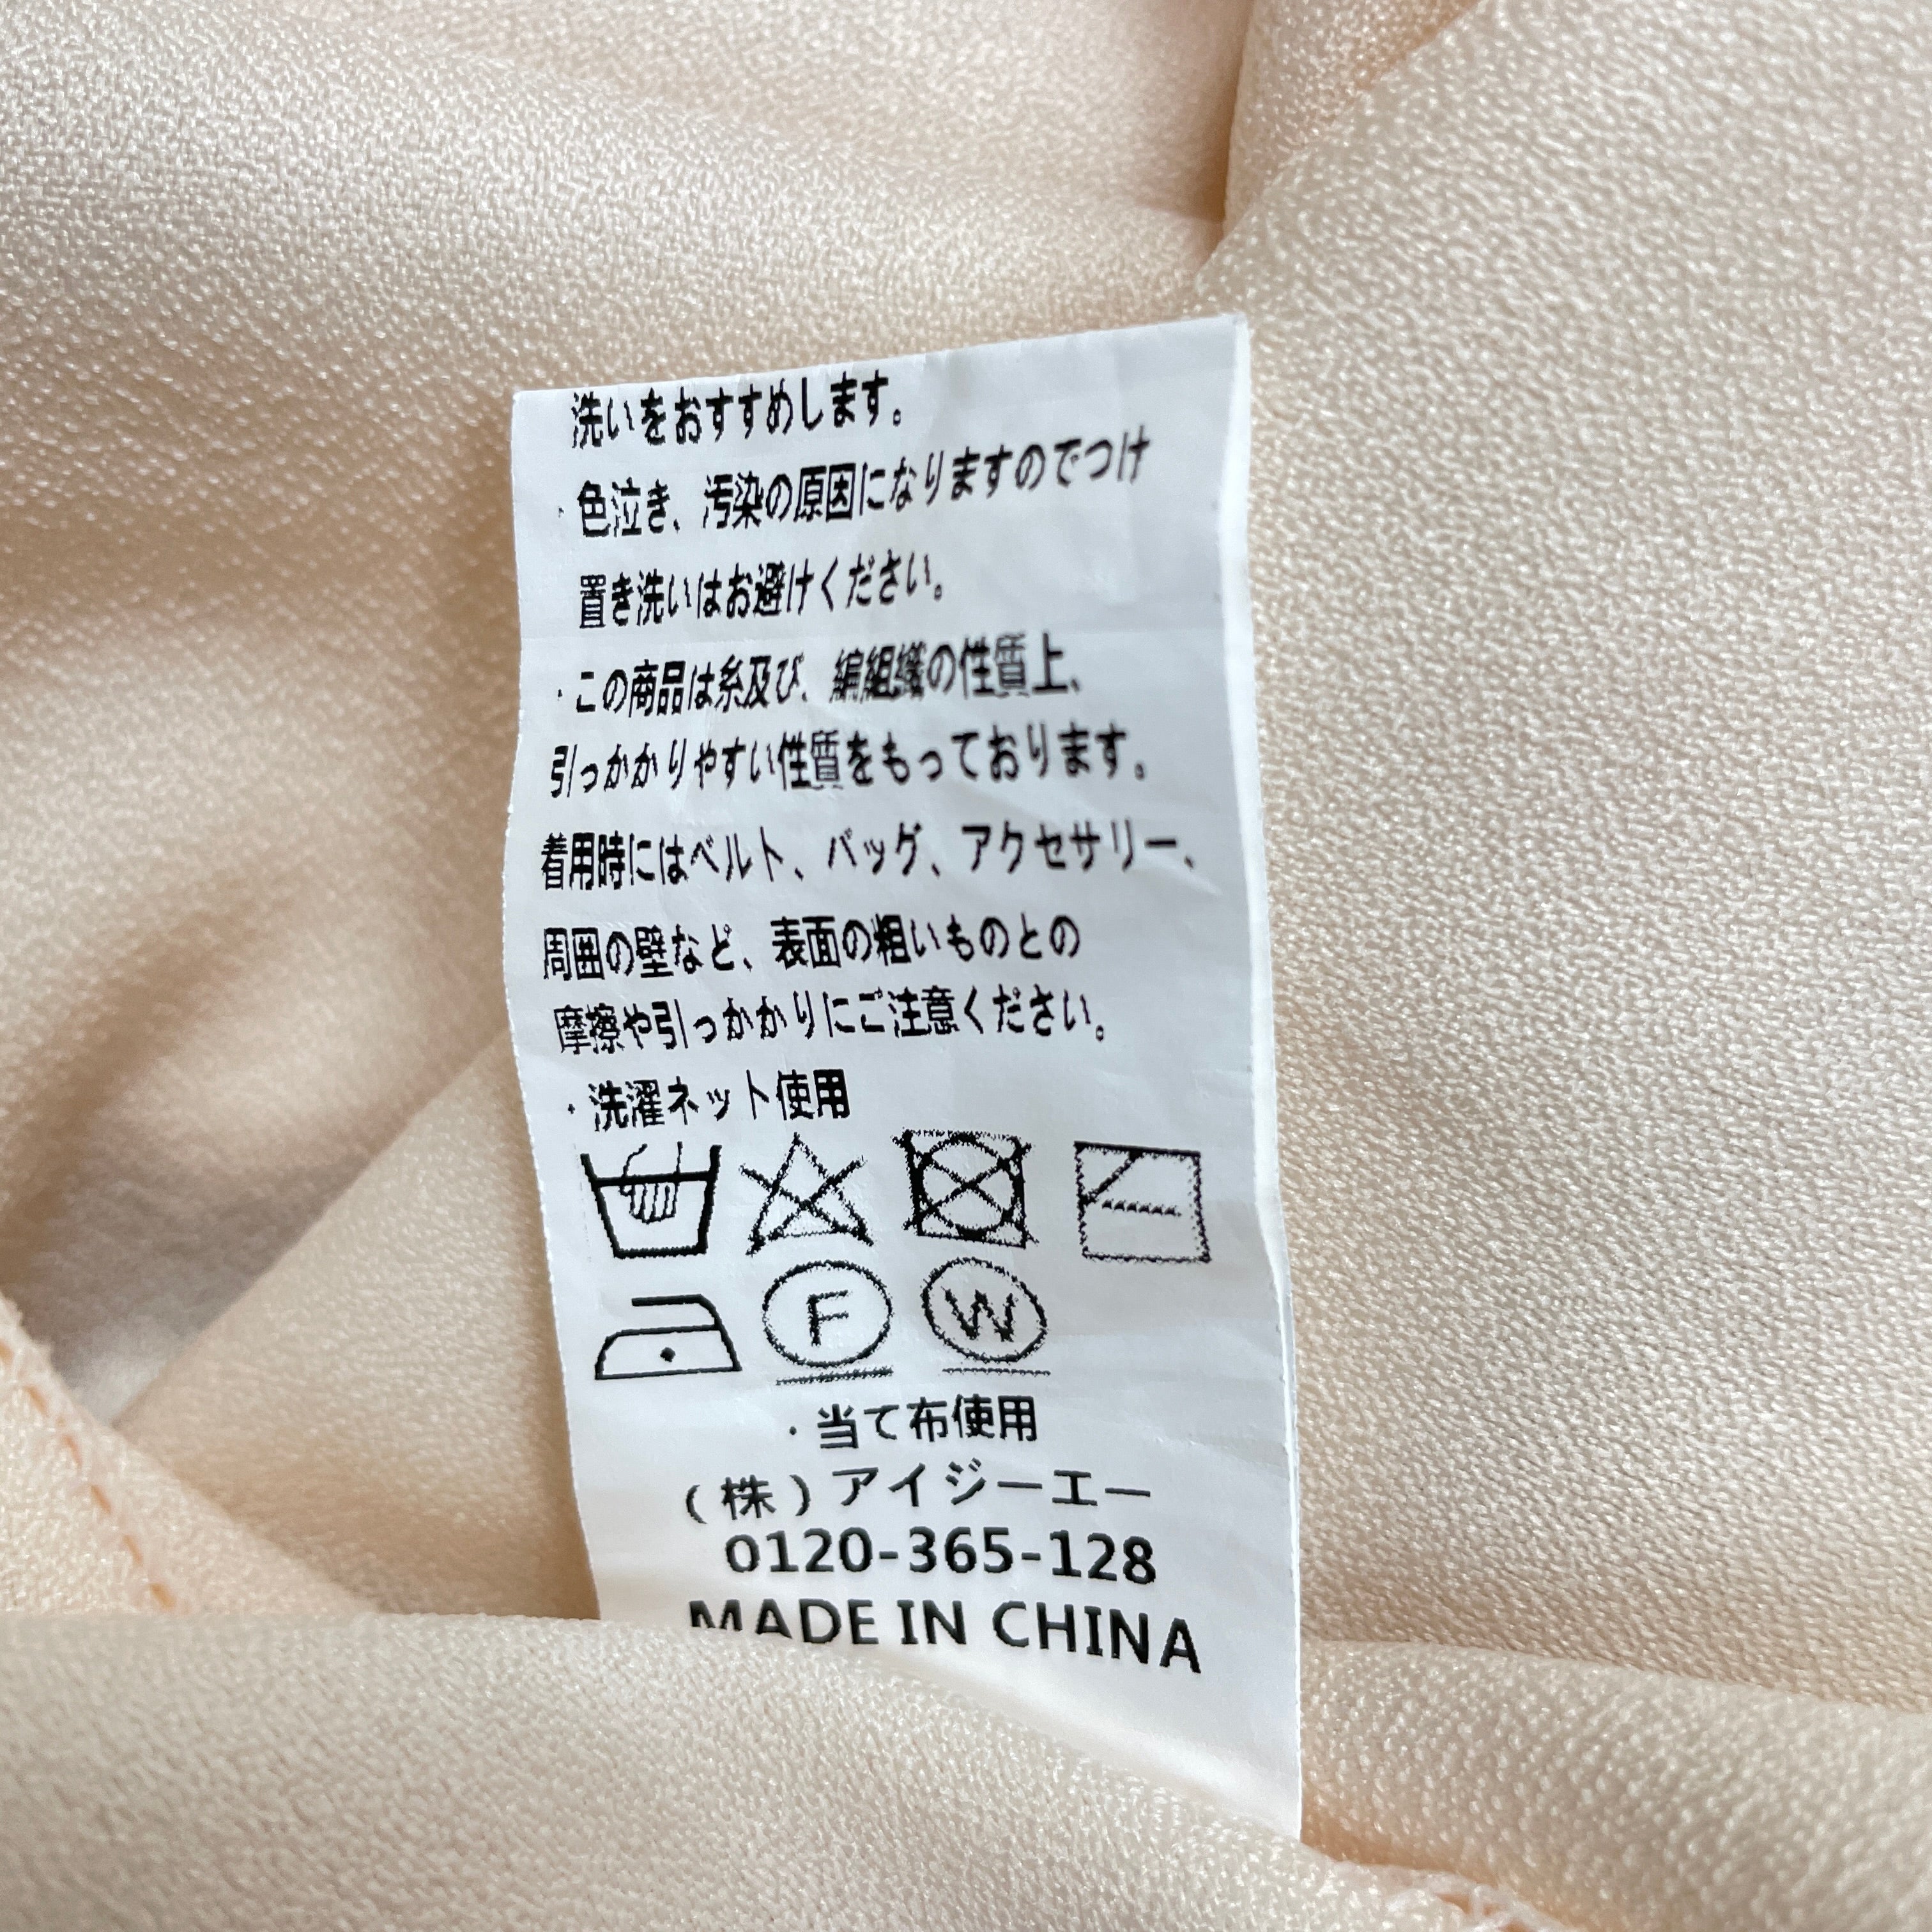 洗いをおすすめします。
・色泣き、汚染の原因になりますのでつけ
置き洗いはお避けください。
・この商品は糸及び、編組織の性質上、
引っかかりやすい性質をもっております。
着用時にはベルト、バッグ、アクセサリー、
周囲の壁など、表面の粗いものとの
摩擦や引っかかりにご注意ください。
・洗濯ネット使用
F W
・当て布使用
(株)アイジーエー
0120-365-128
MADE IN CHINA